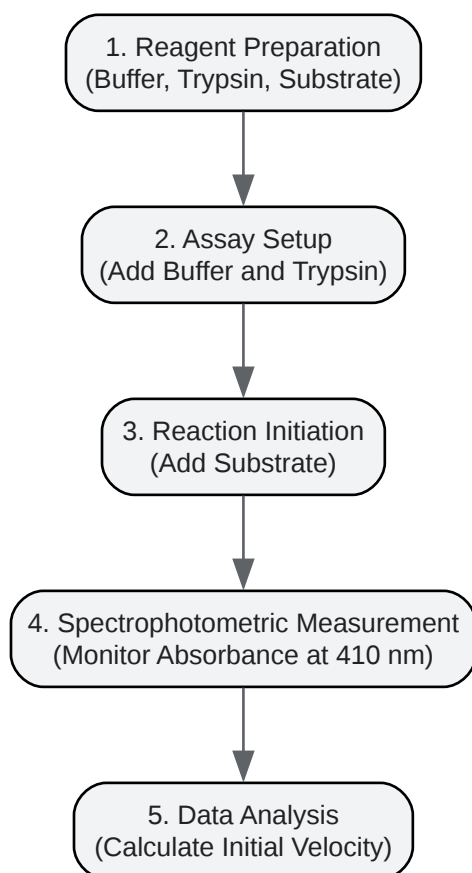 1. Reagent Preparation
(Buffer, Trypsin, Substrate)
2. Assay Setup
(Add Buffer and Trypsin)
3. Reaction Initiation
(Add Substrate)
4. Spectrophotometric Measurement
(Monitor Absorbance at 410 nm)
5. Data Analysis
(Calculate Initial Velocity)